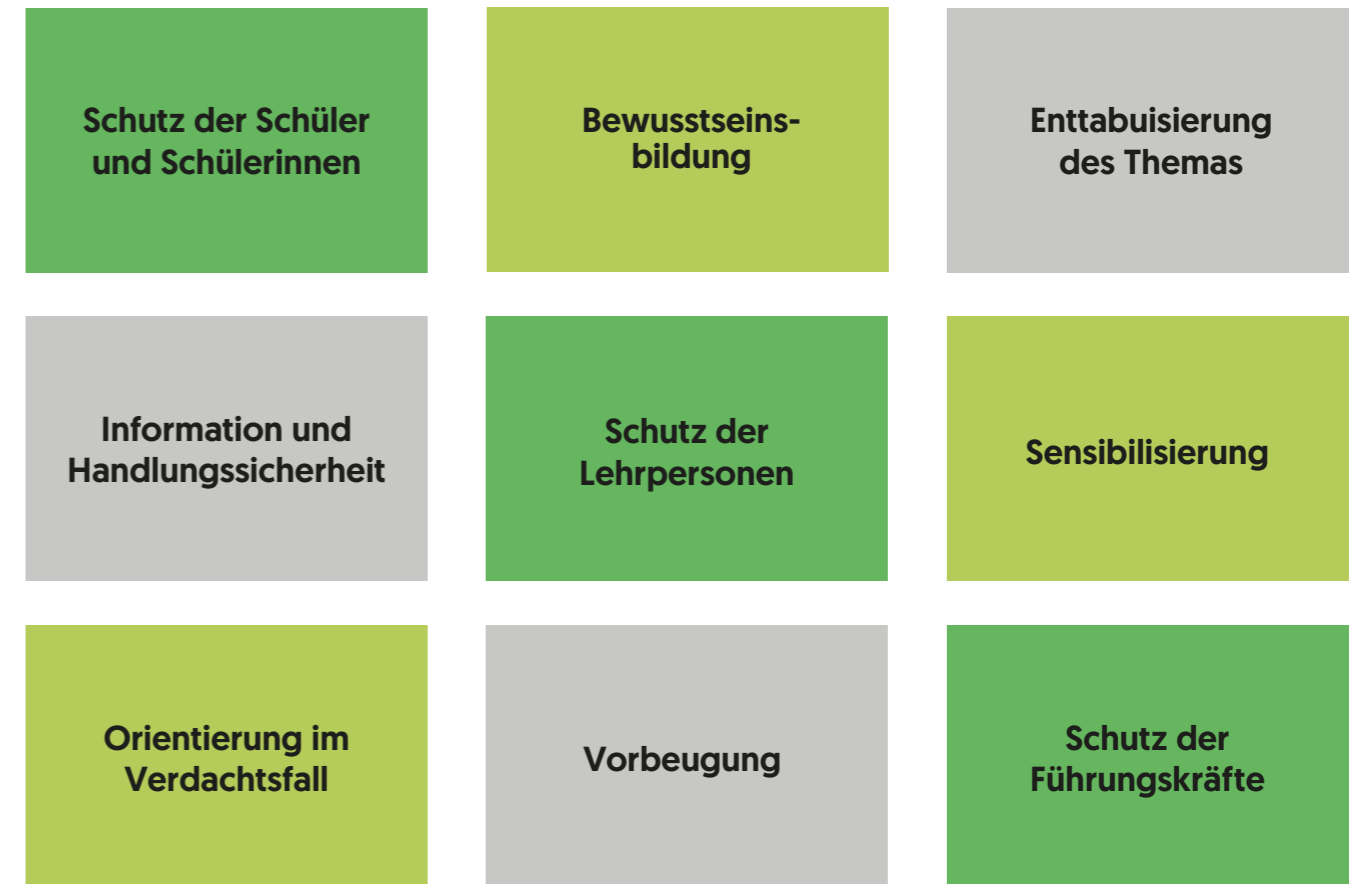 Schutz der Schüler
und Schülerinnen
Bewusstseins-
bildung
Enttabuisierung
des Themas
Information und
Handlungssicherheit
Schutz der
Lehrpersonen
Sensibilisierung
Orientierung im
Verdachtsfall
Vorbeugung
Schutz der
Führungskräfte